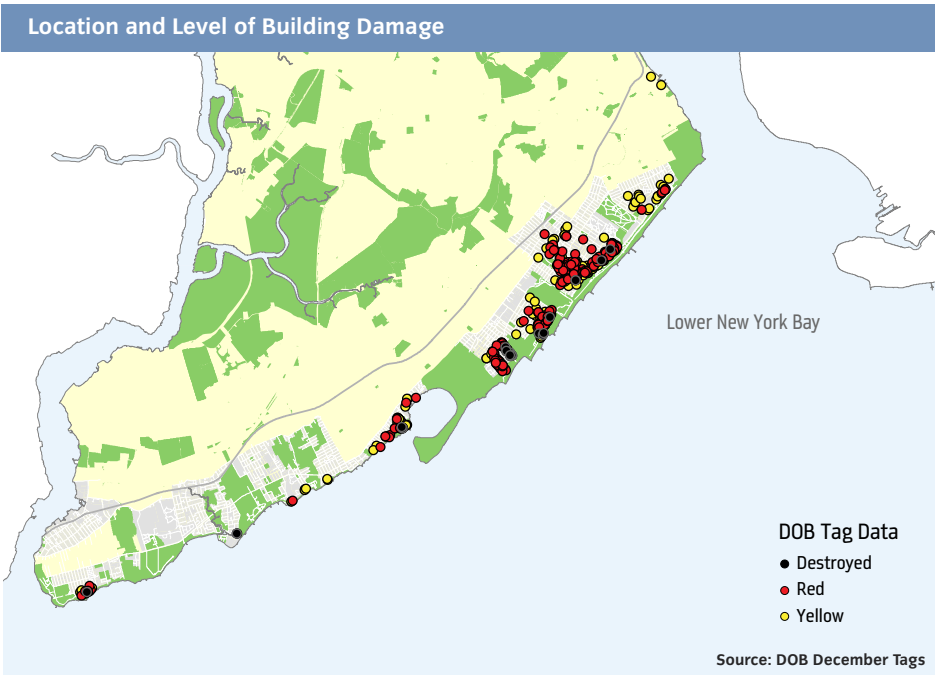 Location and Level of Building Damage
Lower New York Bay
DOB Tag Data
Destroyed
Red
Yellow
Source: DOB December Tags